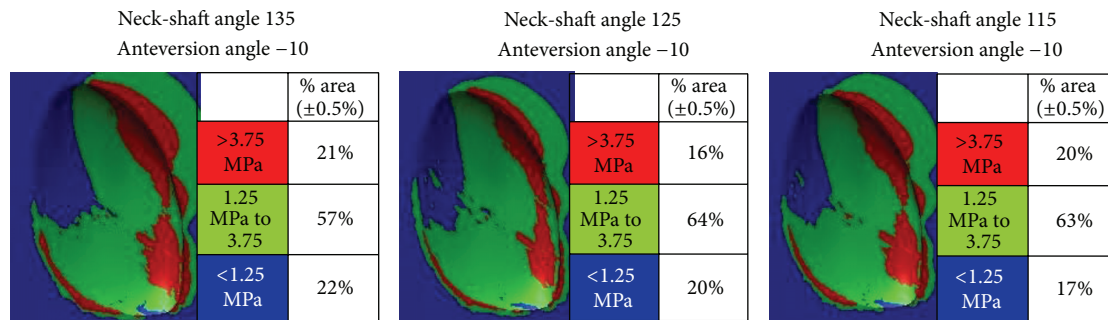 Neck-shaft angle 135
Anteversion angle −10
% area
(±0.5%)
>3.75
MPa
21%
1.25
MPa to
3.75
57%
<1.25
MPa
22%
Neck-shaft angle 125
Anteversion angle −10
% area
(±0.5%)
>3.75
MPa
16%
1.25
MPa to
3.75
64%
<1.25
MPa
20%
Neck-shaft angle 115
Anteversion angle −10
% area
(±0.5%)
>3.75
MPa
20%
1.25
MPa to
3.75
63%
<1.25
MPa
17%